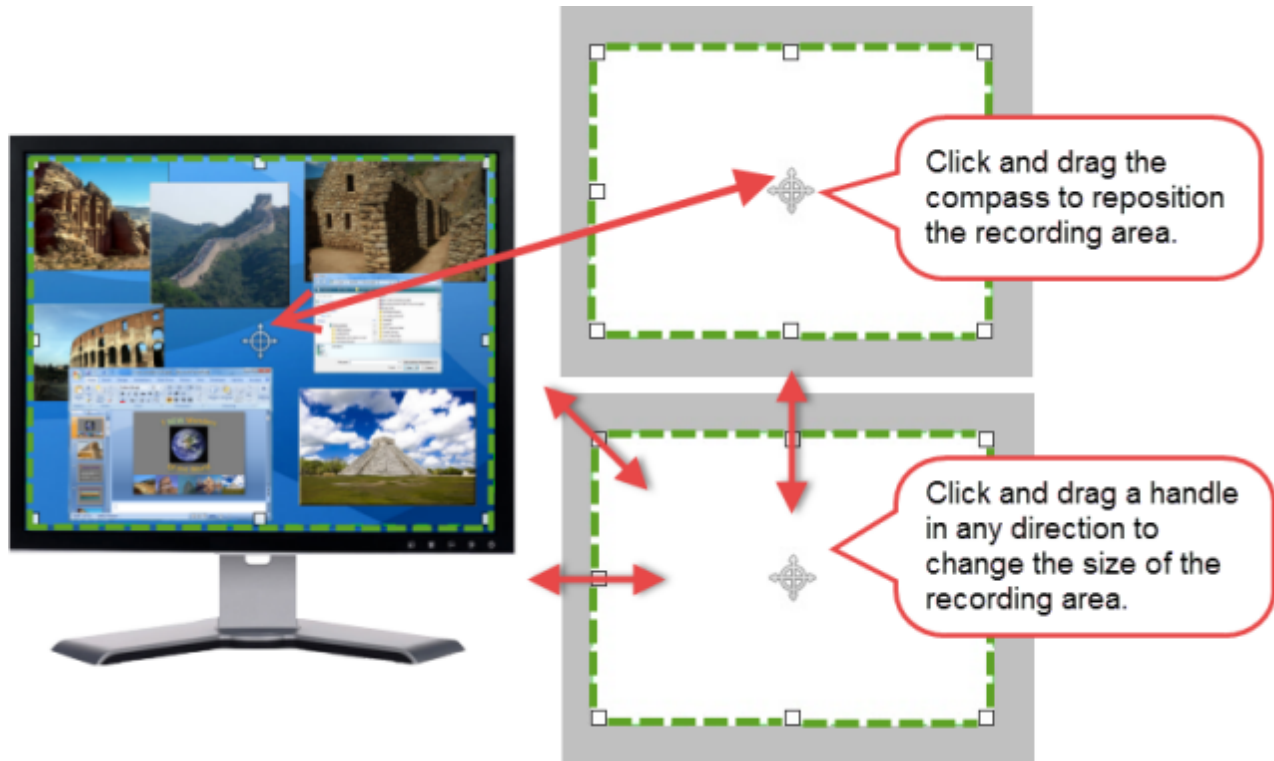 Click and drag the
compass to reposition
the recording area.
Click and drag a handle
in any direction to
change the size of the
recording area.